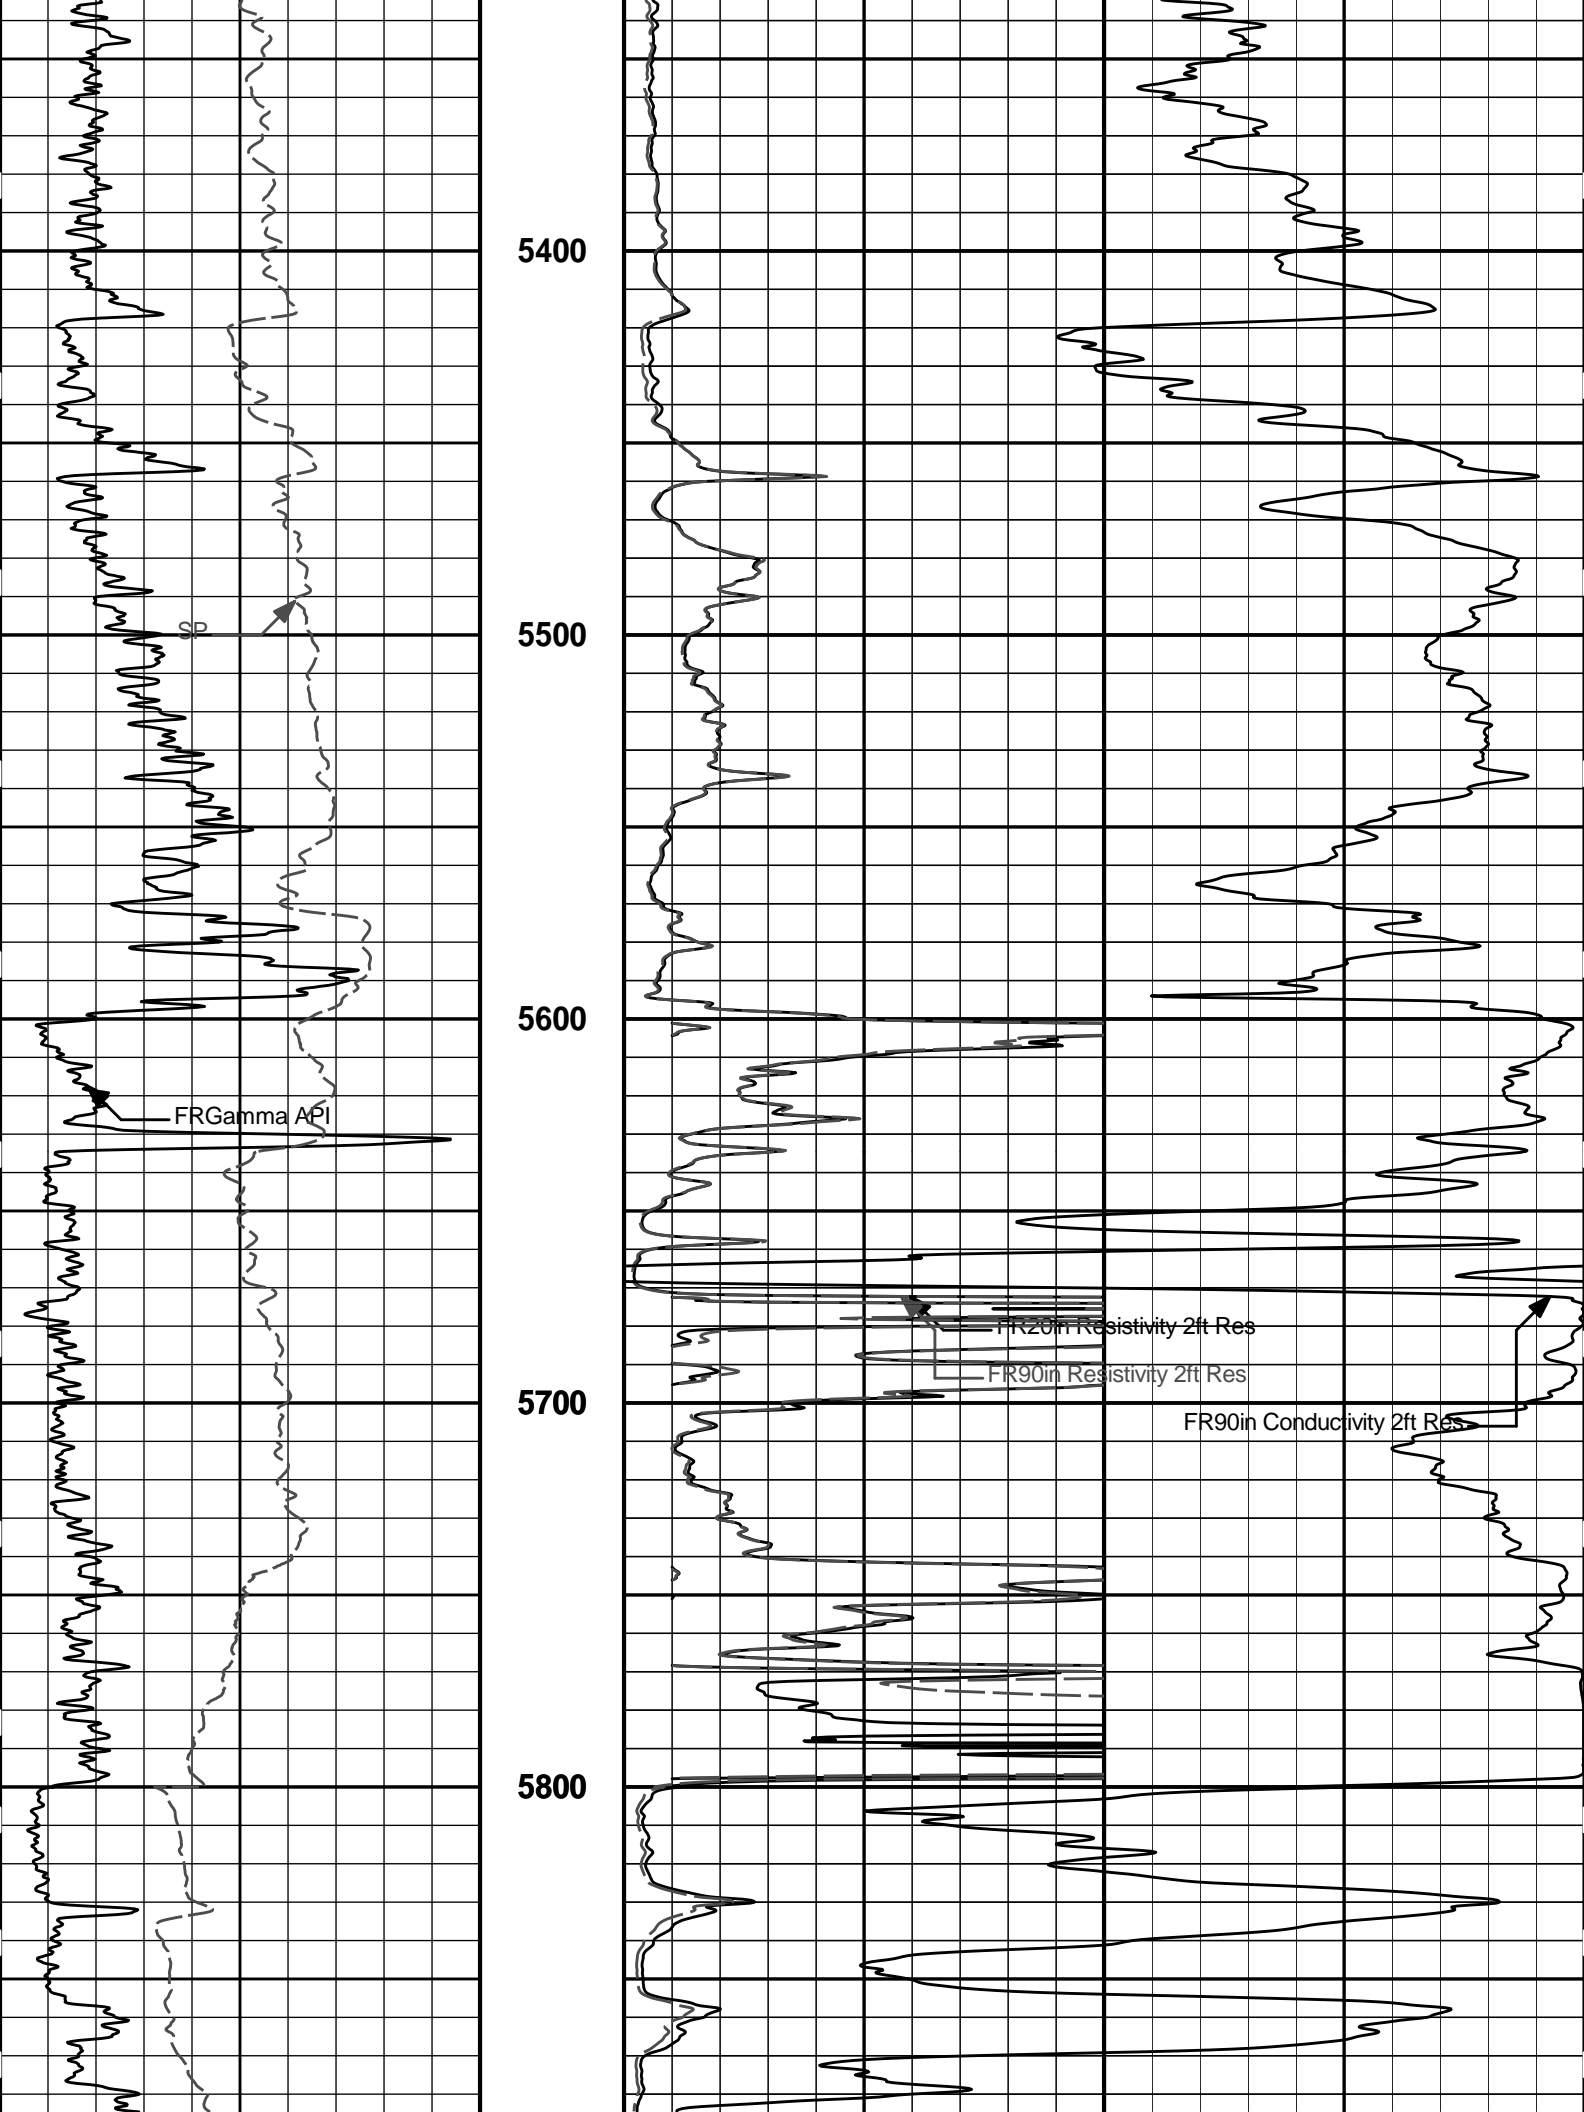 5400
SP
5500
5600
FRGamma API
FR20in Resistivity 2ft Res
FR90in Resistivity 2ft Res
5700
FR90in Conductivity 2ft Res
5800